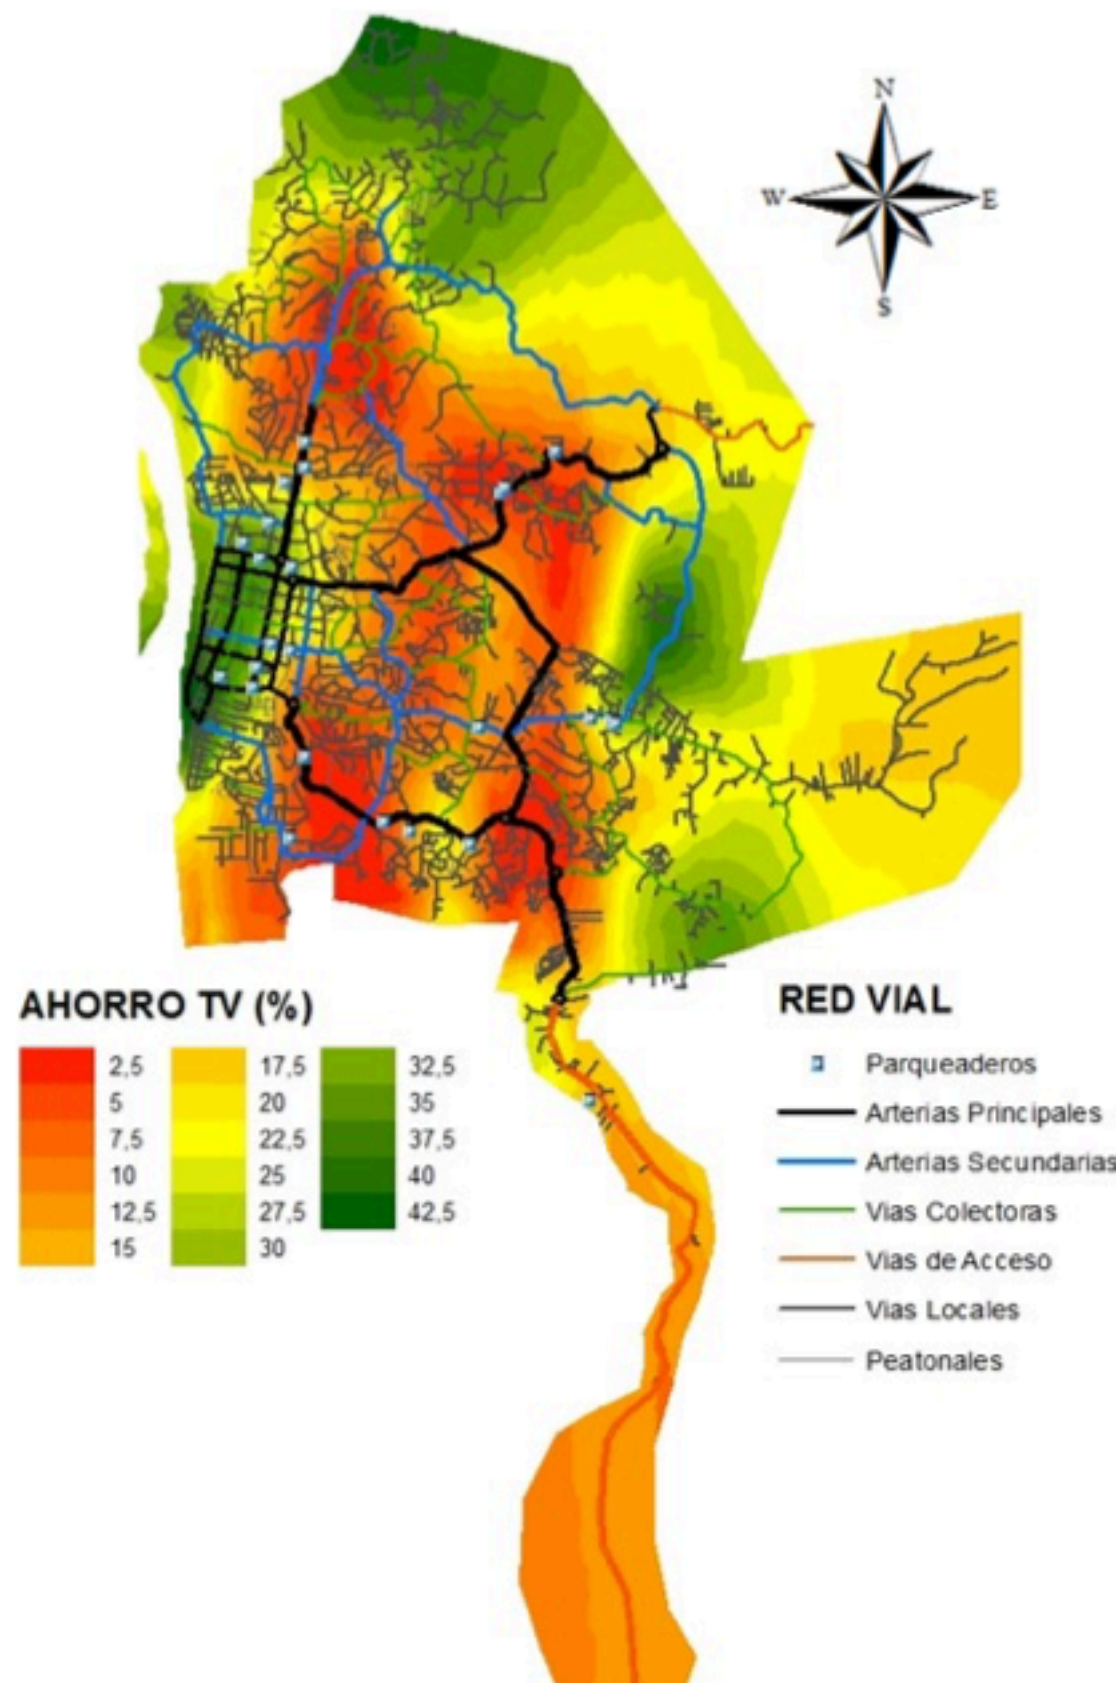 N
W E
S
AHORRO TV (%)
2,5
5
7,5
10
12,5
15
17,5
20
22,5
25
27,5
30
32,5
35
37,5
40
42,5
RED VIAL
Parqueaderos
Arterias Principales
Arterias Secundarias
Vias Colectoras
Vias de Acceso
Vias Locales
Peatonales